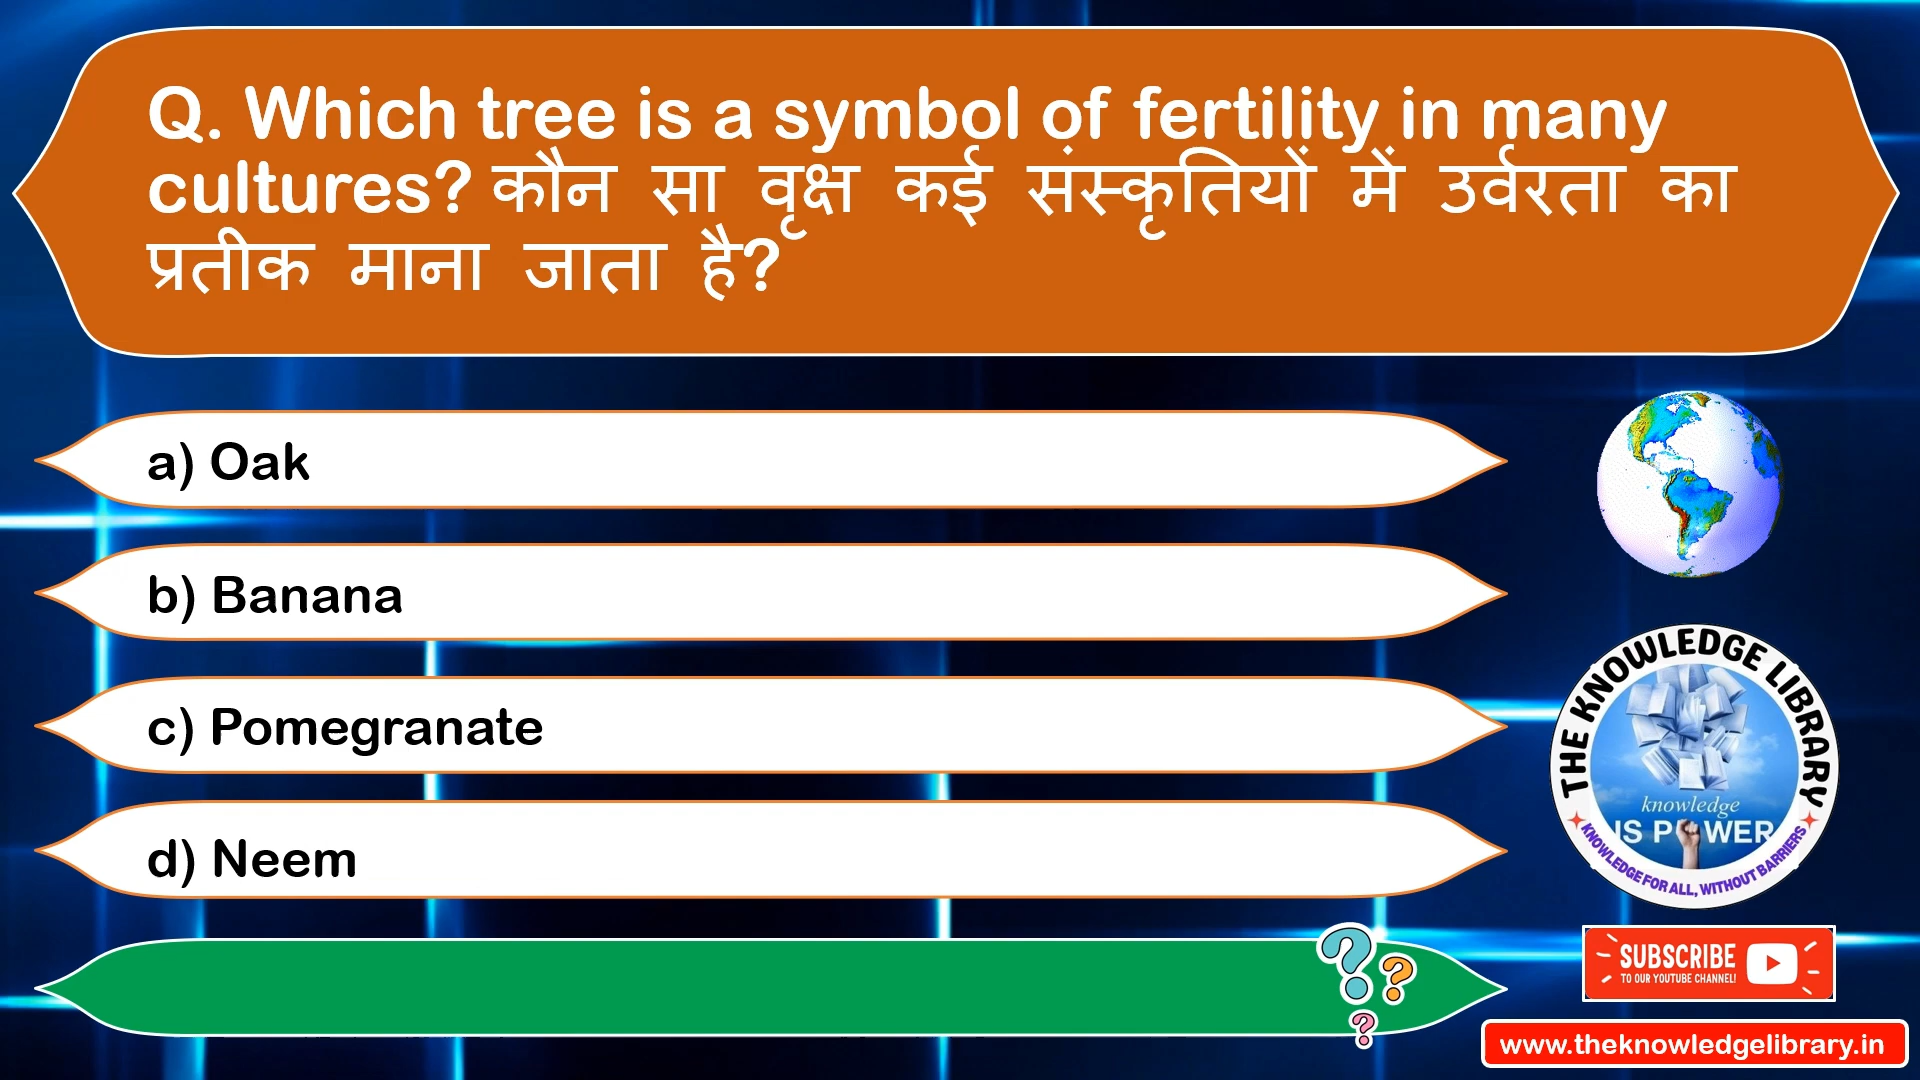 Q. Which tree is a symbol of fertility in many
cultures? कौन सा वृक्ष कई संस्कृतियों में उर्वरता का
प्रतीक माना जाता है?
a) Oak
b) Banana
c) Pomegranate
d) Neem
THE KNOWLEDGE LIBRARY
knowledge
IS POWER
KNOWLEDGE FOR ALL, WITHOUT BARRIERS
SUBSCRIBE
TO OUR YOUTUBE CHANNEL!
www.theknowledgelibrary.in